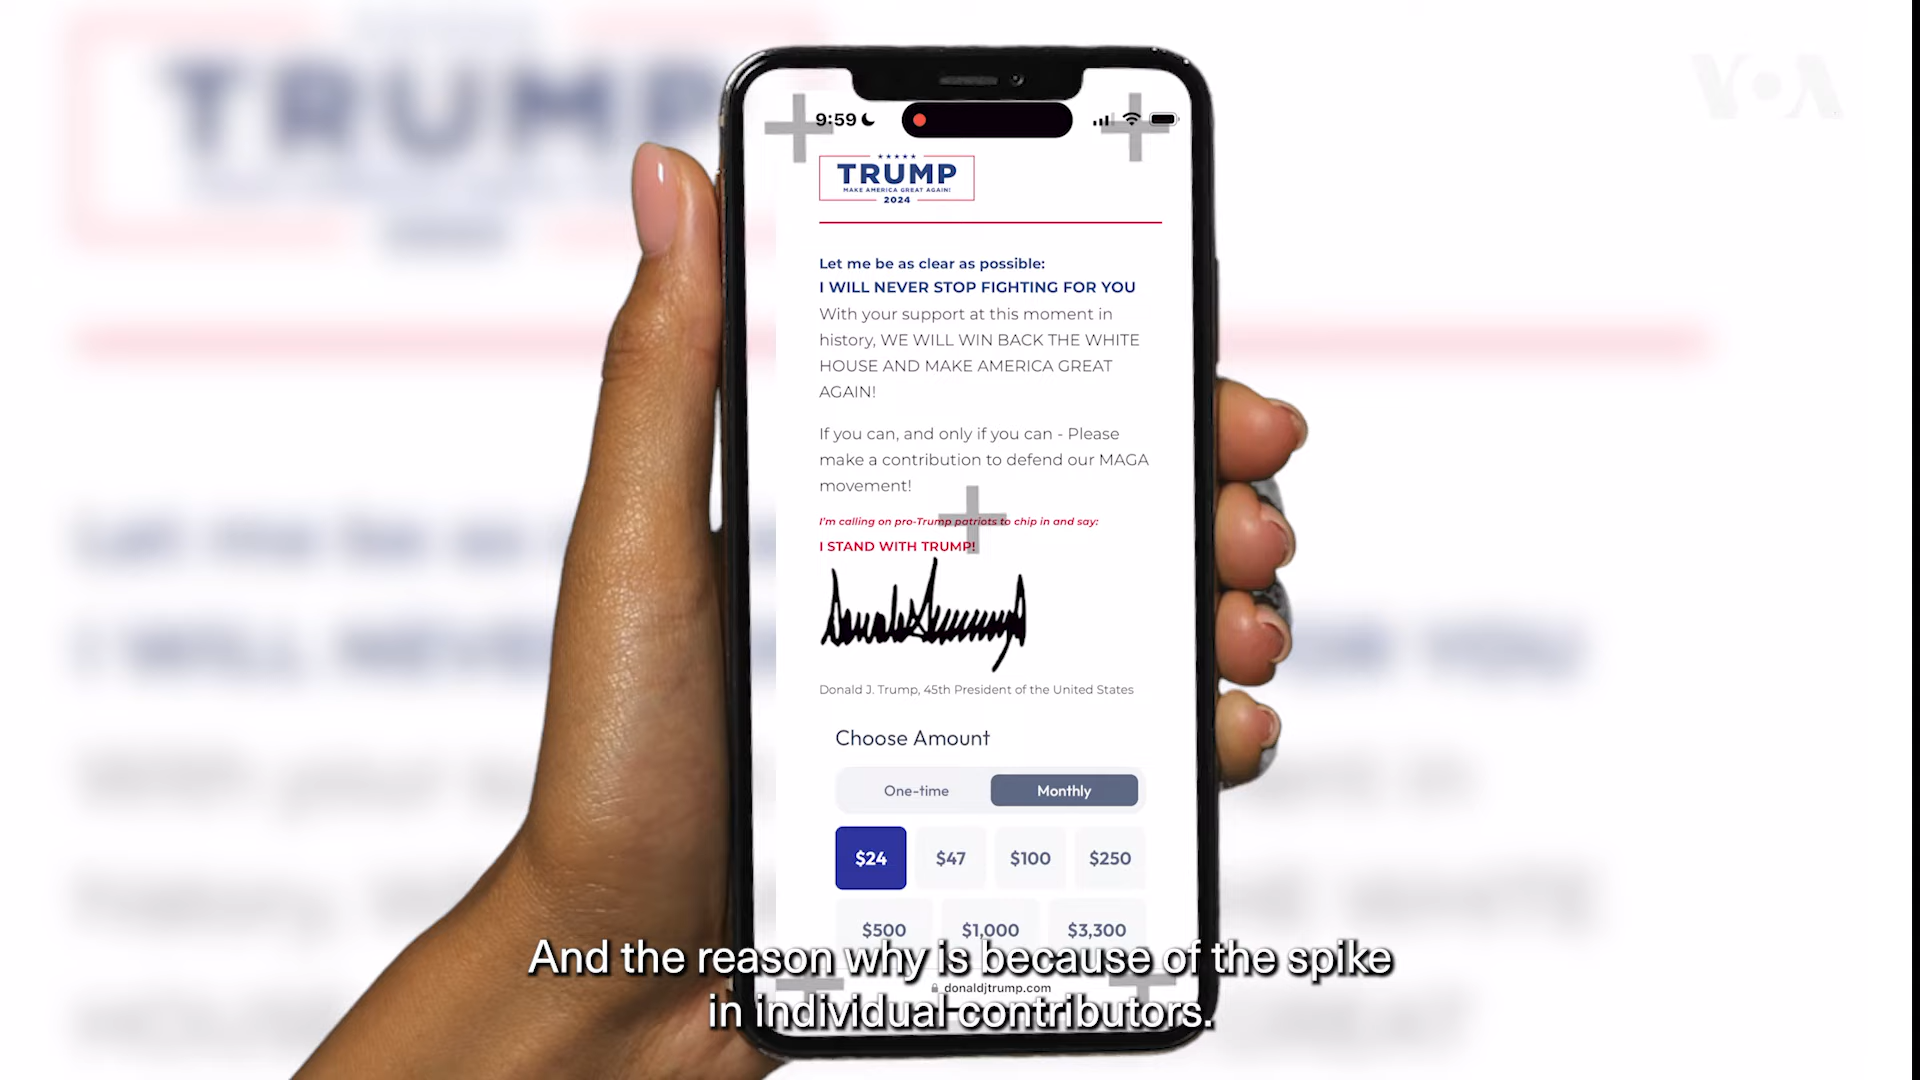 VOA
9:59
TRUMP
MAKE AMERICA GREAT AGAIN!
2024
Let me be as clear as possible:
I WILL NEVER STOP FIGHTING FOR YOU
With your support at this moment in
history, WE WILL WIN BACK THE WHITE
HOUSE AND MAKE AMERICA GREAT
AGAIN!
If you can, and only if you can - Please
make a contribution to defend our MAGA
movement!
I'm calling on pro-Trump patriots to chip in and say:
I STAND WITH TRUMP!
Donald J. Trump, 45th President of the United States
Choose Amount
One-time Monthly
$24 $47 $100 $250
$500 $1,000 $3,300
And the reason why is because of the spike
donaldjtrump.com
in individual contributors.